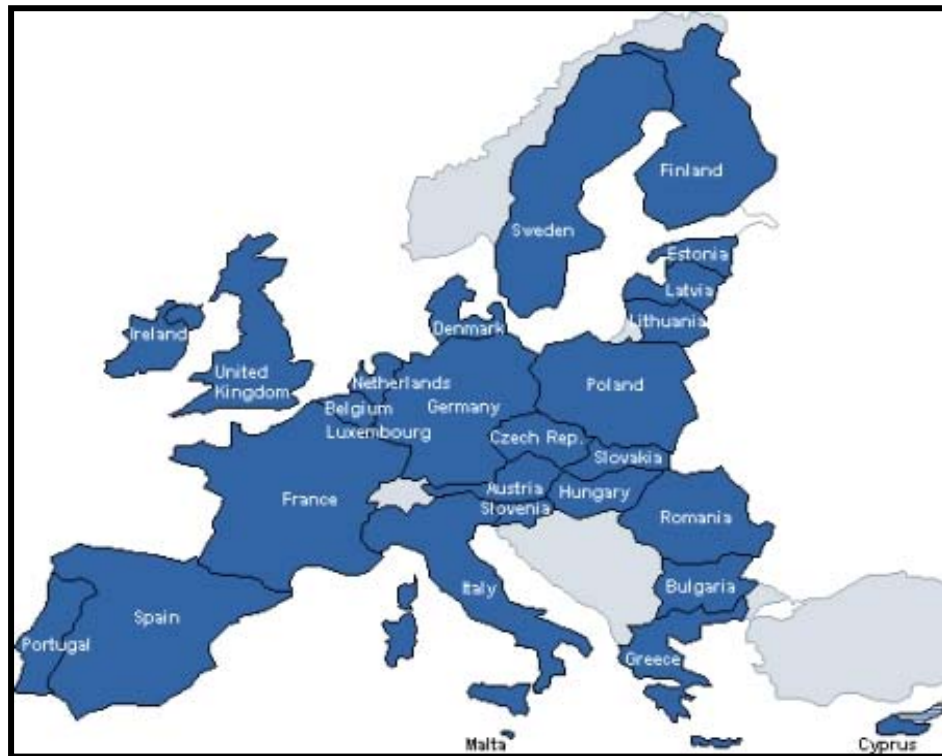 Finland
Sweden
Estonia
Latvia
Lithuania
Denmark
Ireland
United
Kingdom
Netherlands
Belgium
Germany
Luxembourg
Poland
Czech Rep.
Slovakia
France
Austria
Hungary
Slovenia
Romania
Italy
Bulgaria
Spain
Portugal
Greece
Malta
Cyprus